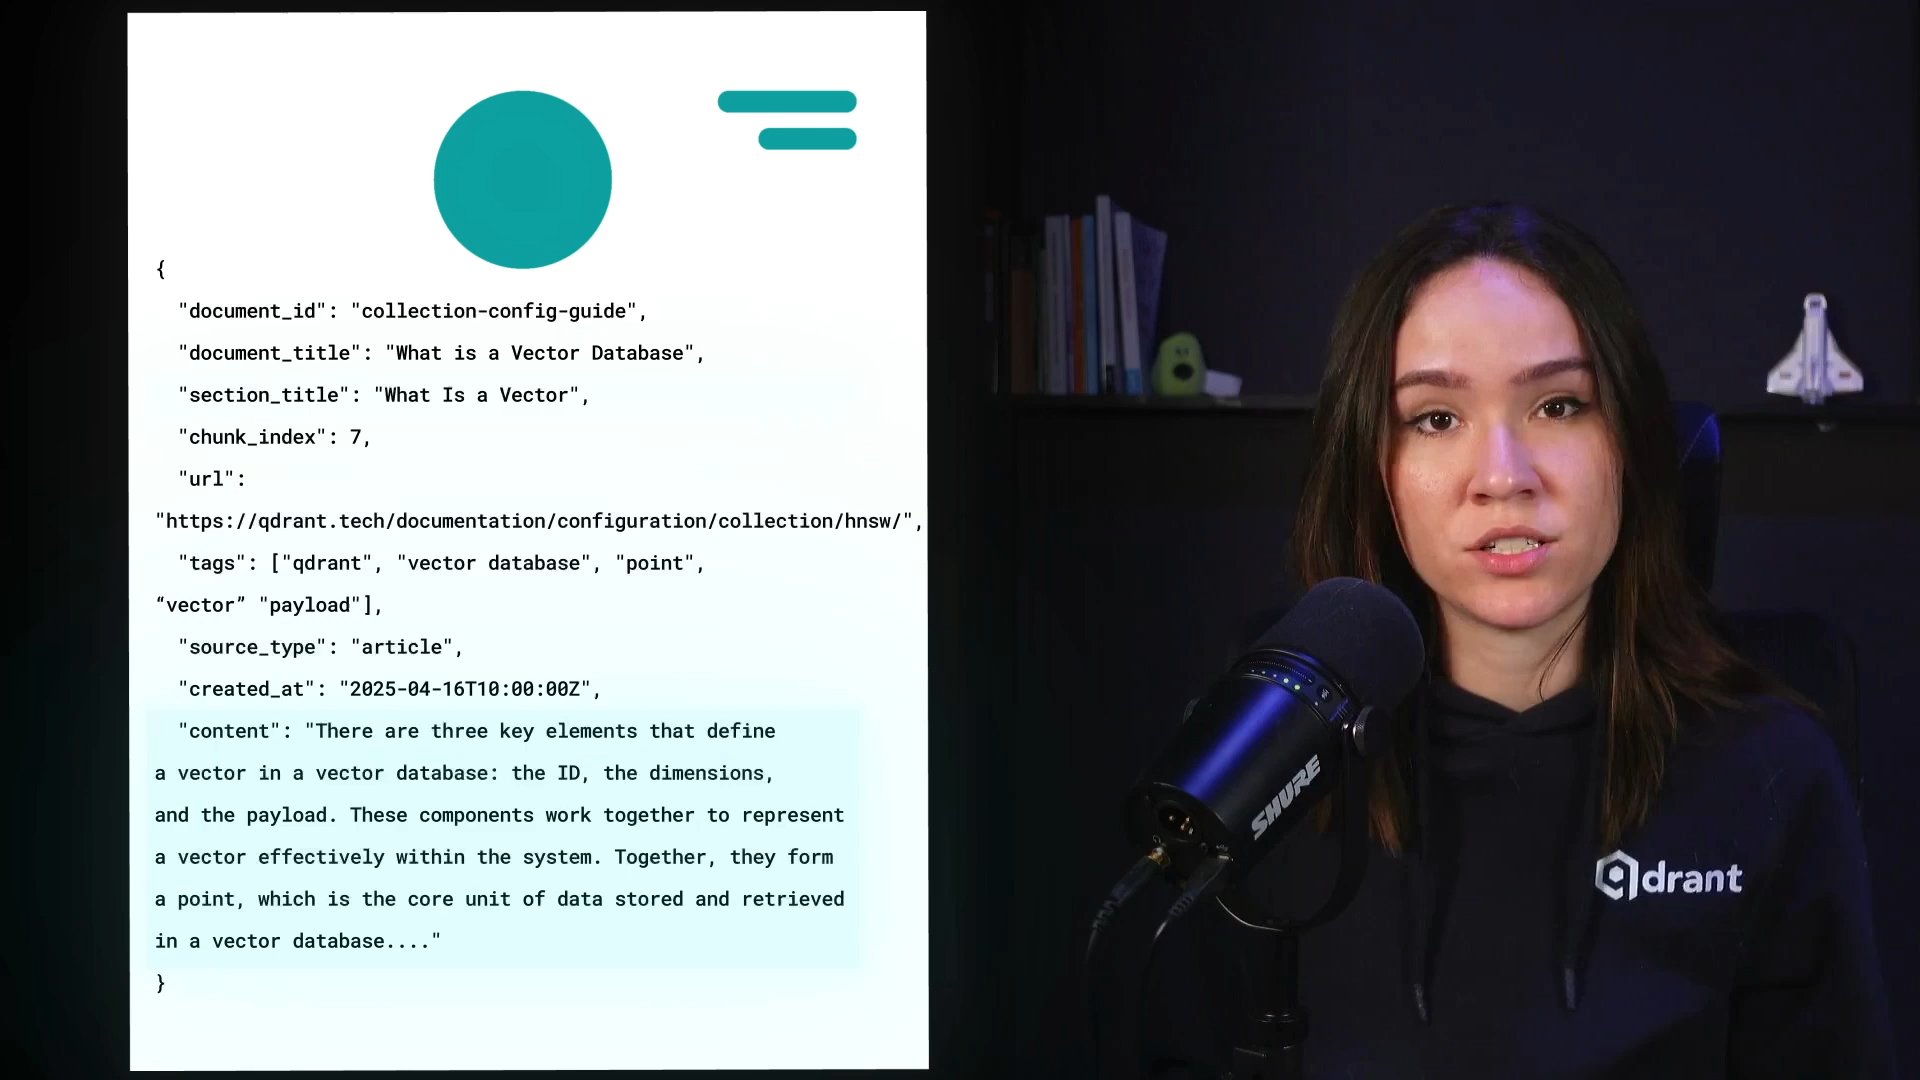 {
"document_id": "collection-config-guide",
"document_title": "What is a Vector Database",
"section_title": "What Is a Vector",
"chunk_index": 7,
"url":
"https://qdrant.tech/documentation/configuration/collection/hnsw/",
"tags": ["qdrant", "vector database", "point",
“vector” "payload"],
"source_type": "article",
"created_at": "2025-04-16T10:00:00Z",
"content": "There are three key elements that define
a vector in a vector database: the ID, the dimensions,
and the payload. These components work together to represent
a vector effectively within the system. Together, they form
a point, which is the core unit of data stored and retrieved
in a vector database...."
}
SHURE
qdrant